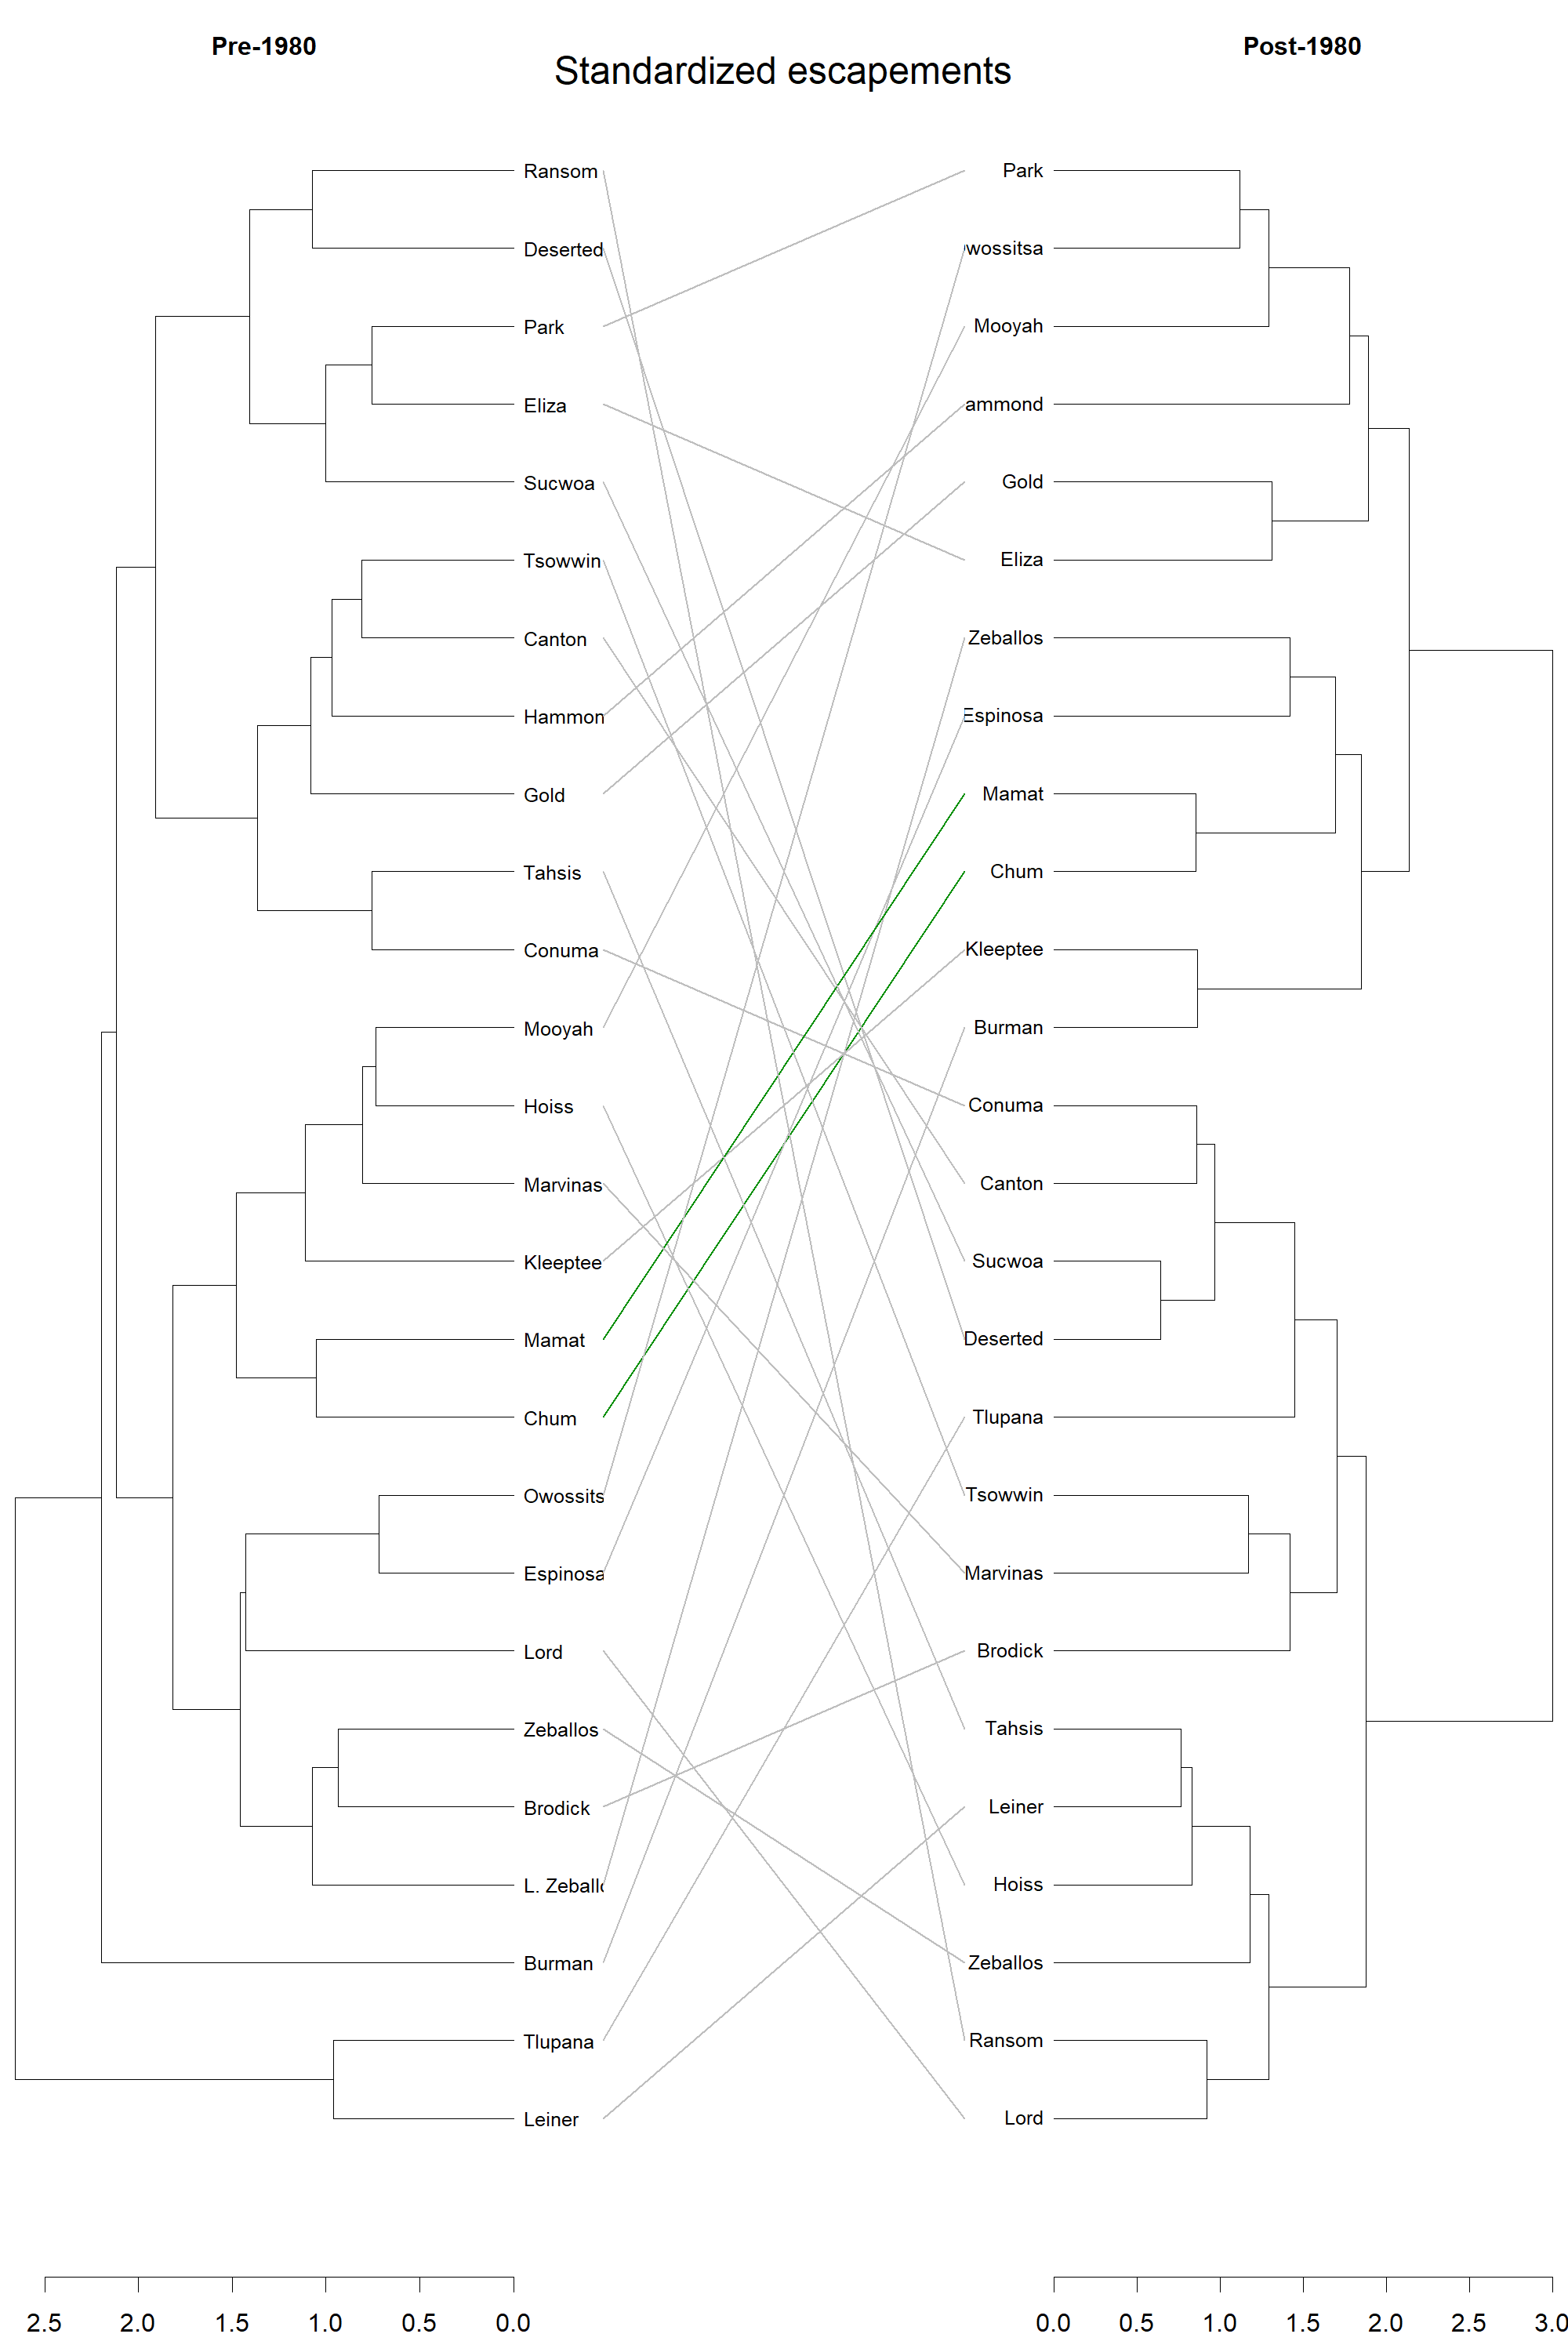 Pre-1980
Post-1980
Standardized escapements
Ransom
Deserted
Park
Eliza
Sucwoa
Tsowwin
Canton
Hammon
Gold
Tahsis
Conuma
Mooyah
Hoiss
Marvinas
Kleeptee
Mamat
Chum
Owossits
Espinosa
Lord
Zeballos
Brodick
L. Zeballo
Burman
Tlupana
Leiner
Park
wossitsa
Mooyah
ammond
Gold
Eliza
Zeballos
Espinosa
Mamat
Chum
Kleeptee
Burman
Conuma
Canton
Sucwoa
Deserted
Tlupana
Tsowwin
Marvinas
Brodick
Tahsis
Leiner
Hoiss
Zeballos
Ransom
Lord
2.5 2.0 1.5 1.0 0.5 0.0
0.0 0.5 1.0 1.5 2.0 2.5 3.0